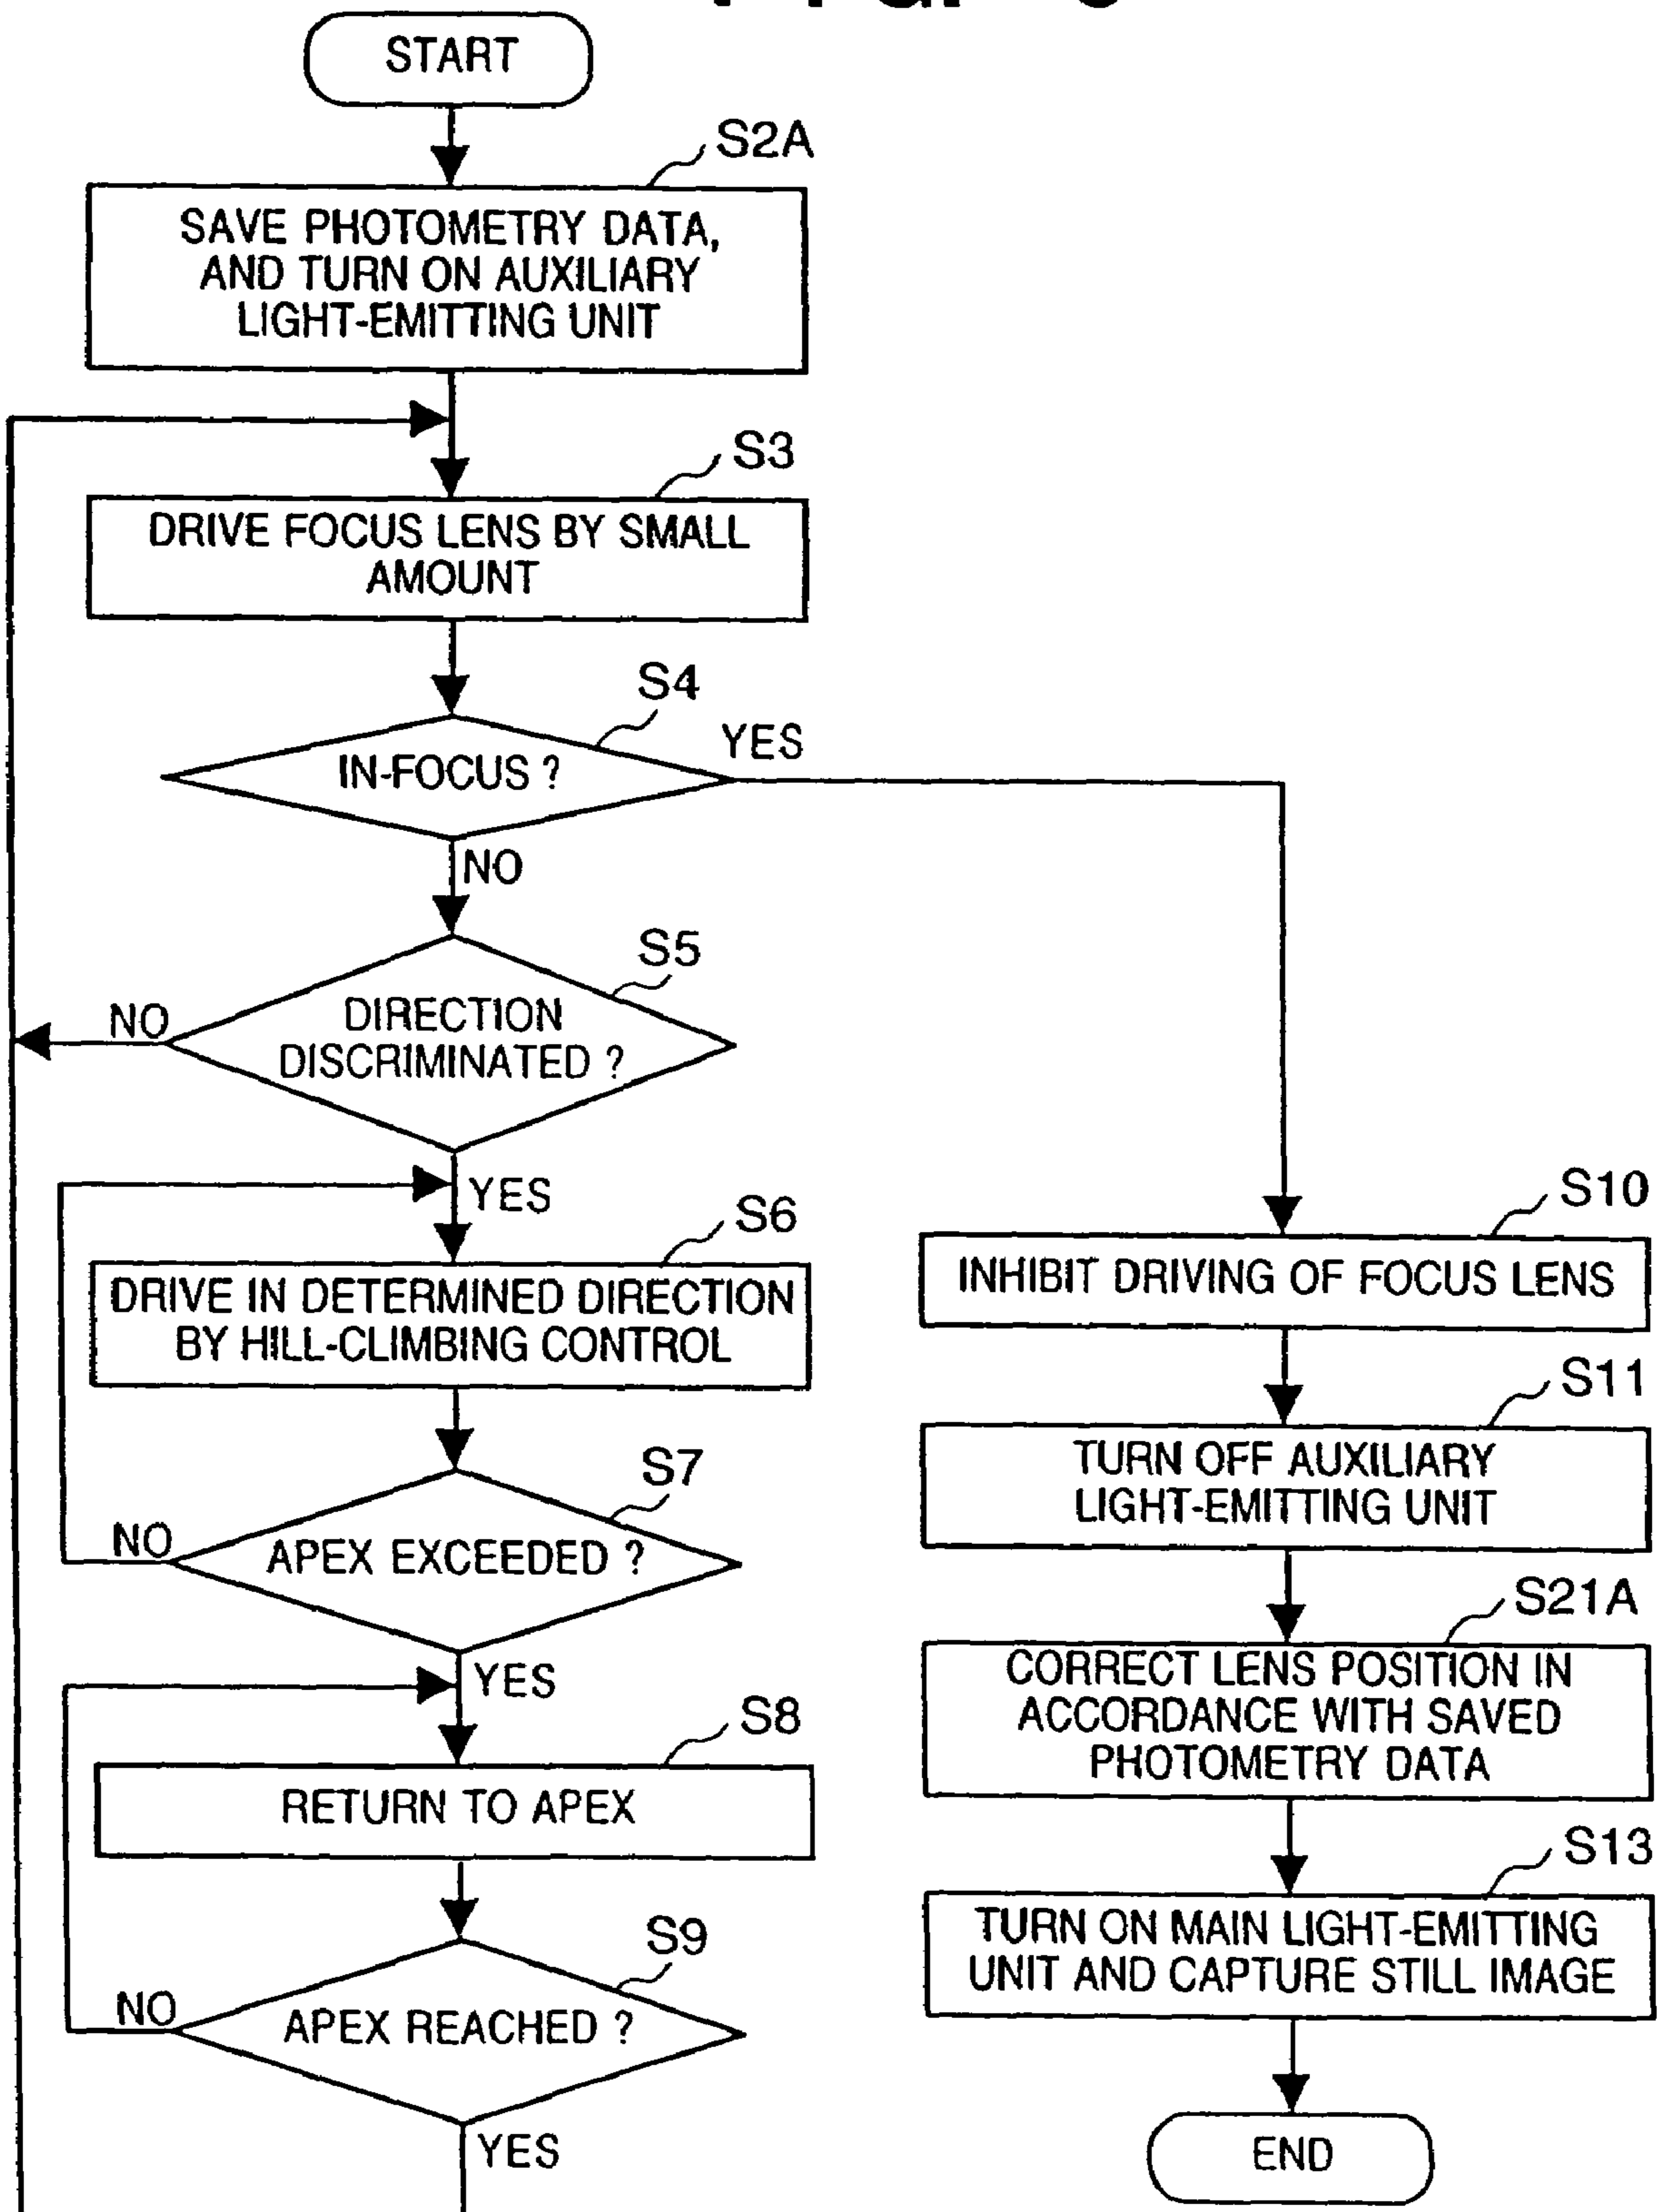 START
S2A
SAVE PHOTOMETRY DATA,
AND TURN ON AUXILIARY
LIGHT-EMITTING UNIT
S3
DRIVE FOCUS LENS BY SMALL
AMOUNT
S4
IN-FOCUS ?
YES
NO
S5
DIRECTION
DISCRIMINATED ?
NO
YES
S6
DRIVE IN DETERMINED DIRECTION
BY HILL-CLIMBING CONTROL
S7
APEX EXCEEDED ?
NO
YES
S8
RETURN TO APEX
S9
APEX REACHED ?
NO
YES
S10
INHIBIT DRIVING OF FOCUS LENS
S11
TURN OFF AUXILIARY
LIGHT-EMITTING UNIT
S21A
CORRECT LENS POSITION IN
ACCORDANCE WITH SAVED
PHOTOMETRY DATA
S13
TURN ON MAIN LIGHT-EMITTING
UNIT AND CAPTURE STILL IMAGE
END